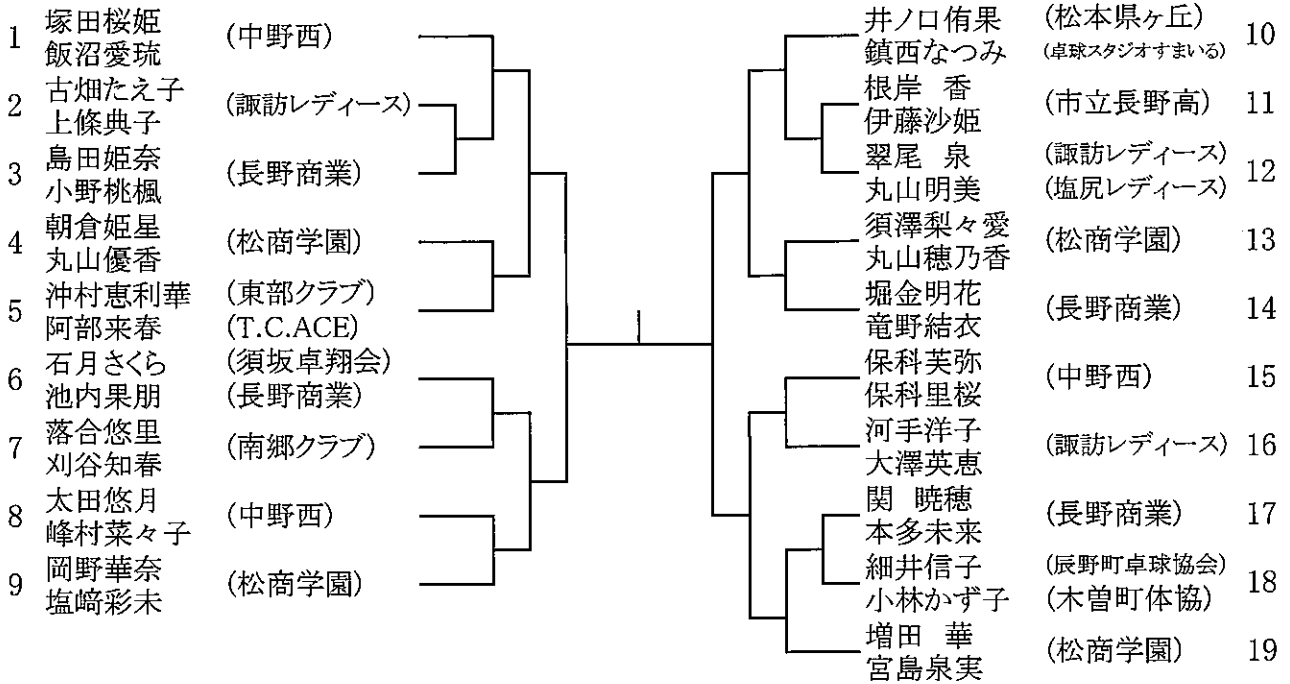 1 塚田桜姫 飯沼愛琉 (中野西)
2 古畑たえ子 上條典子 (諏訪レディース)
3 島田姫奈 小野桃楓 (長野商業)
4 朝倉姫星 丸山優香 (松商学園)
5 沖村恵利華 (東部クラブ)
阿部来春 (T.C.ACE)
6 石月さくら (須坂卓翔会)
池内果朋 (長野商業)
7 落合悠里 刈谷知春 (南郷クラブ)
8 太田悠月 峰村菜々子 (中野西)
9 岡野華奈 塩﨑彩未 (松商学園)
井ノ口侑果 (松本県ヶ丘) 10
鎮西なつみ (卓球スタジオすまいる)
根岸 香 伊藤沙姫 (市立長野高) 11
翠尾 泉 (諏訪レディース) 12
丸山明美 (塩尻レディース)
須澤梨々愛 丸山穂乃香 (松商学園) 13
堀金明花 竜野結衣 (長野商業) 14
保科芙弥 保科里桜 (中野西) 15
河手洋子 大澤英恵 (諏訪レディース) 16
関 暁穂 本多未来 (長野商業) 17
細井信子 (辰野町卓球協会) 18
小林かず子 (木曽町体協)
増田 華 宮島泉実 (松商学園) 19